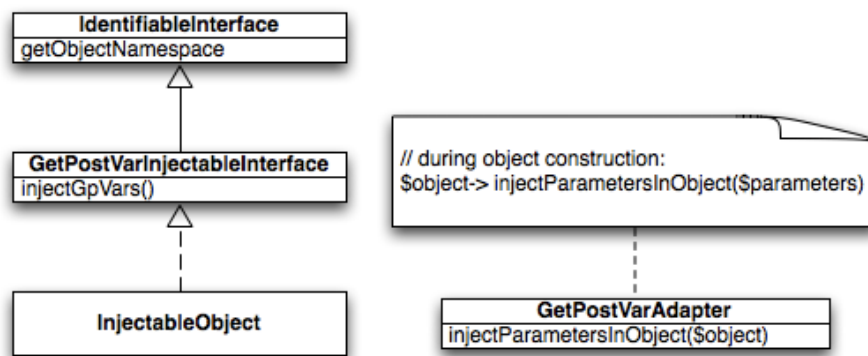 IdentifiableInterface
getObjectNamespace
GetPostVarInjectableInterface
injectGpVars()
InjectableObject
// during object construction:
$object-> injectParametersInObject($parameters)
GetPostVarAdapter
injectParametersInObject($object)